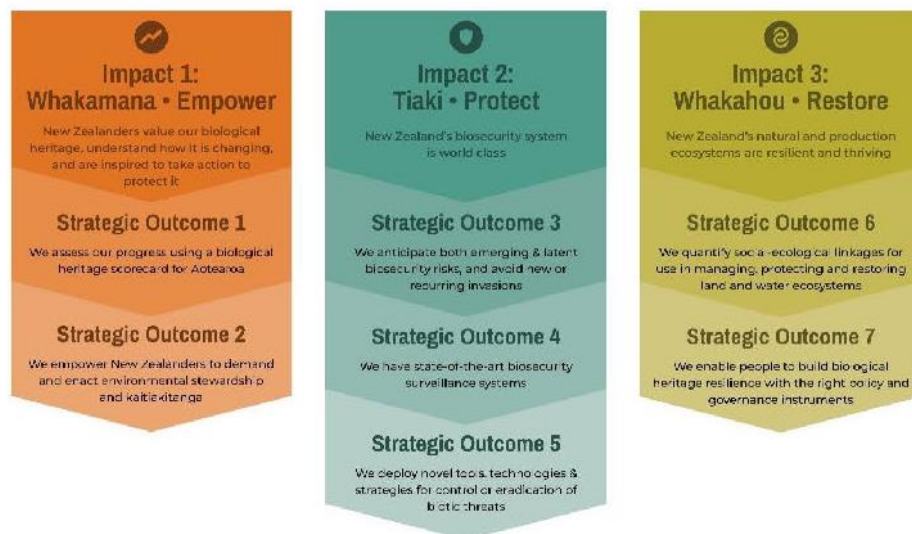 Impact 1:
Whakamana • Empower
New Zealanders value our biological
heritage, understand how it is changing,
and are inspired to take action to
protect it
Strategic Outcome 1
We assess our progress using a biological
heritage scorecard for Aotearoa
Strategic Outcome 2
We empower New Zealanders to demand
and enact environmental stewardship
and kaitiakitanga
Impact 2:
Tiaki • Protect
New Zealand's biosecurity system
is world class
Strategic Outcome 3
We anticipate both emerging & latent
biosecurity risks, and avoid new or
recurring invasions
Strategic Outcome 4
We have state-of-the-art biosecurity
surveillance systems
Strategic Outcome 5
We deploy novel tools, technologies &
strategies for control or eradication of
biotic threats
Impact 3:
Whakahou • Restore
New Zealand's natural and production
ecosystems are resilient and thriving
Strategic Outcome 6
We quantify social-ecological linkages for
use in managing, protecting and restoring
land and water ecosystems
Strategic Outcome 7
We enable people to build biological
heritage resilience with the right policy and
governance instruments